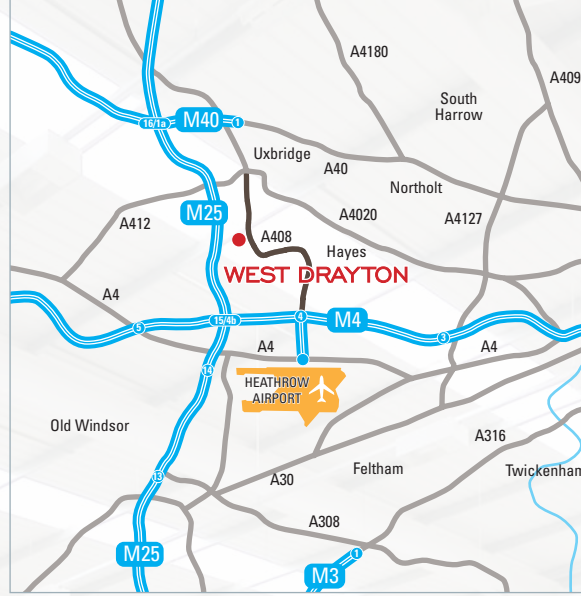 A4180
A409
South
Harrow
16/1a
M40
1
Uxbridge
A40
Northolt
M25
A412
A4020
A4127
A408
Hayes
WEST DRAYTON
A4
5
15/4b
4
M4
3
A4
A4
14
HEATHROW
AIRPORT
Old Windsor
A316
Feltham
Twickenham
13
A30
A308
M25
1
M3